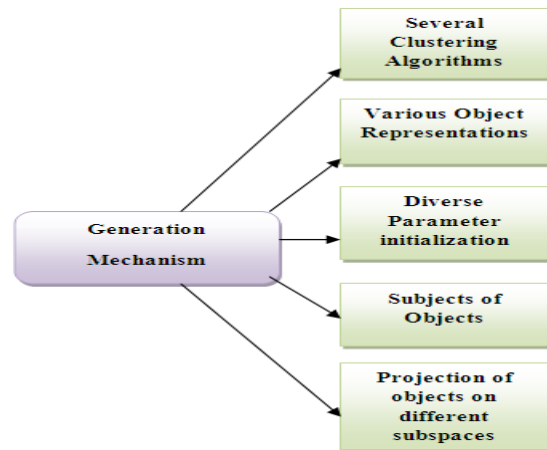 Several
Clustering
Algorithms
Various Object
Representations
Generation
Mechanism
Diverse
Parameter
initialization
Subjects of
Objects
Projection of
objects on
different
subspaces